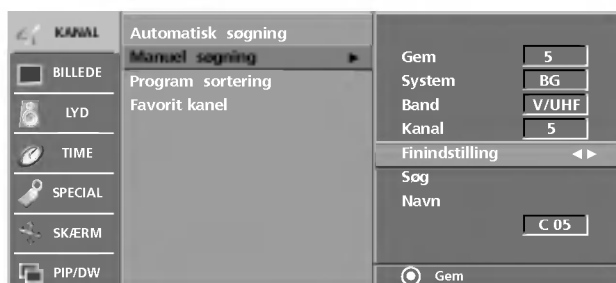 KANAL
BILLEDE
LYD
TIME
SPECIAL
SKÆRM
PIP/DW
Automatisk søgning
Manuel søgning
Program sortering
Favorit kanel
Gem 5
System BG
Band V/UHF
Kanal 5
Finindstilling
Søg
Navn
C 05
Gem